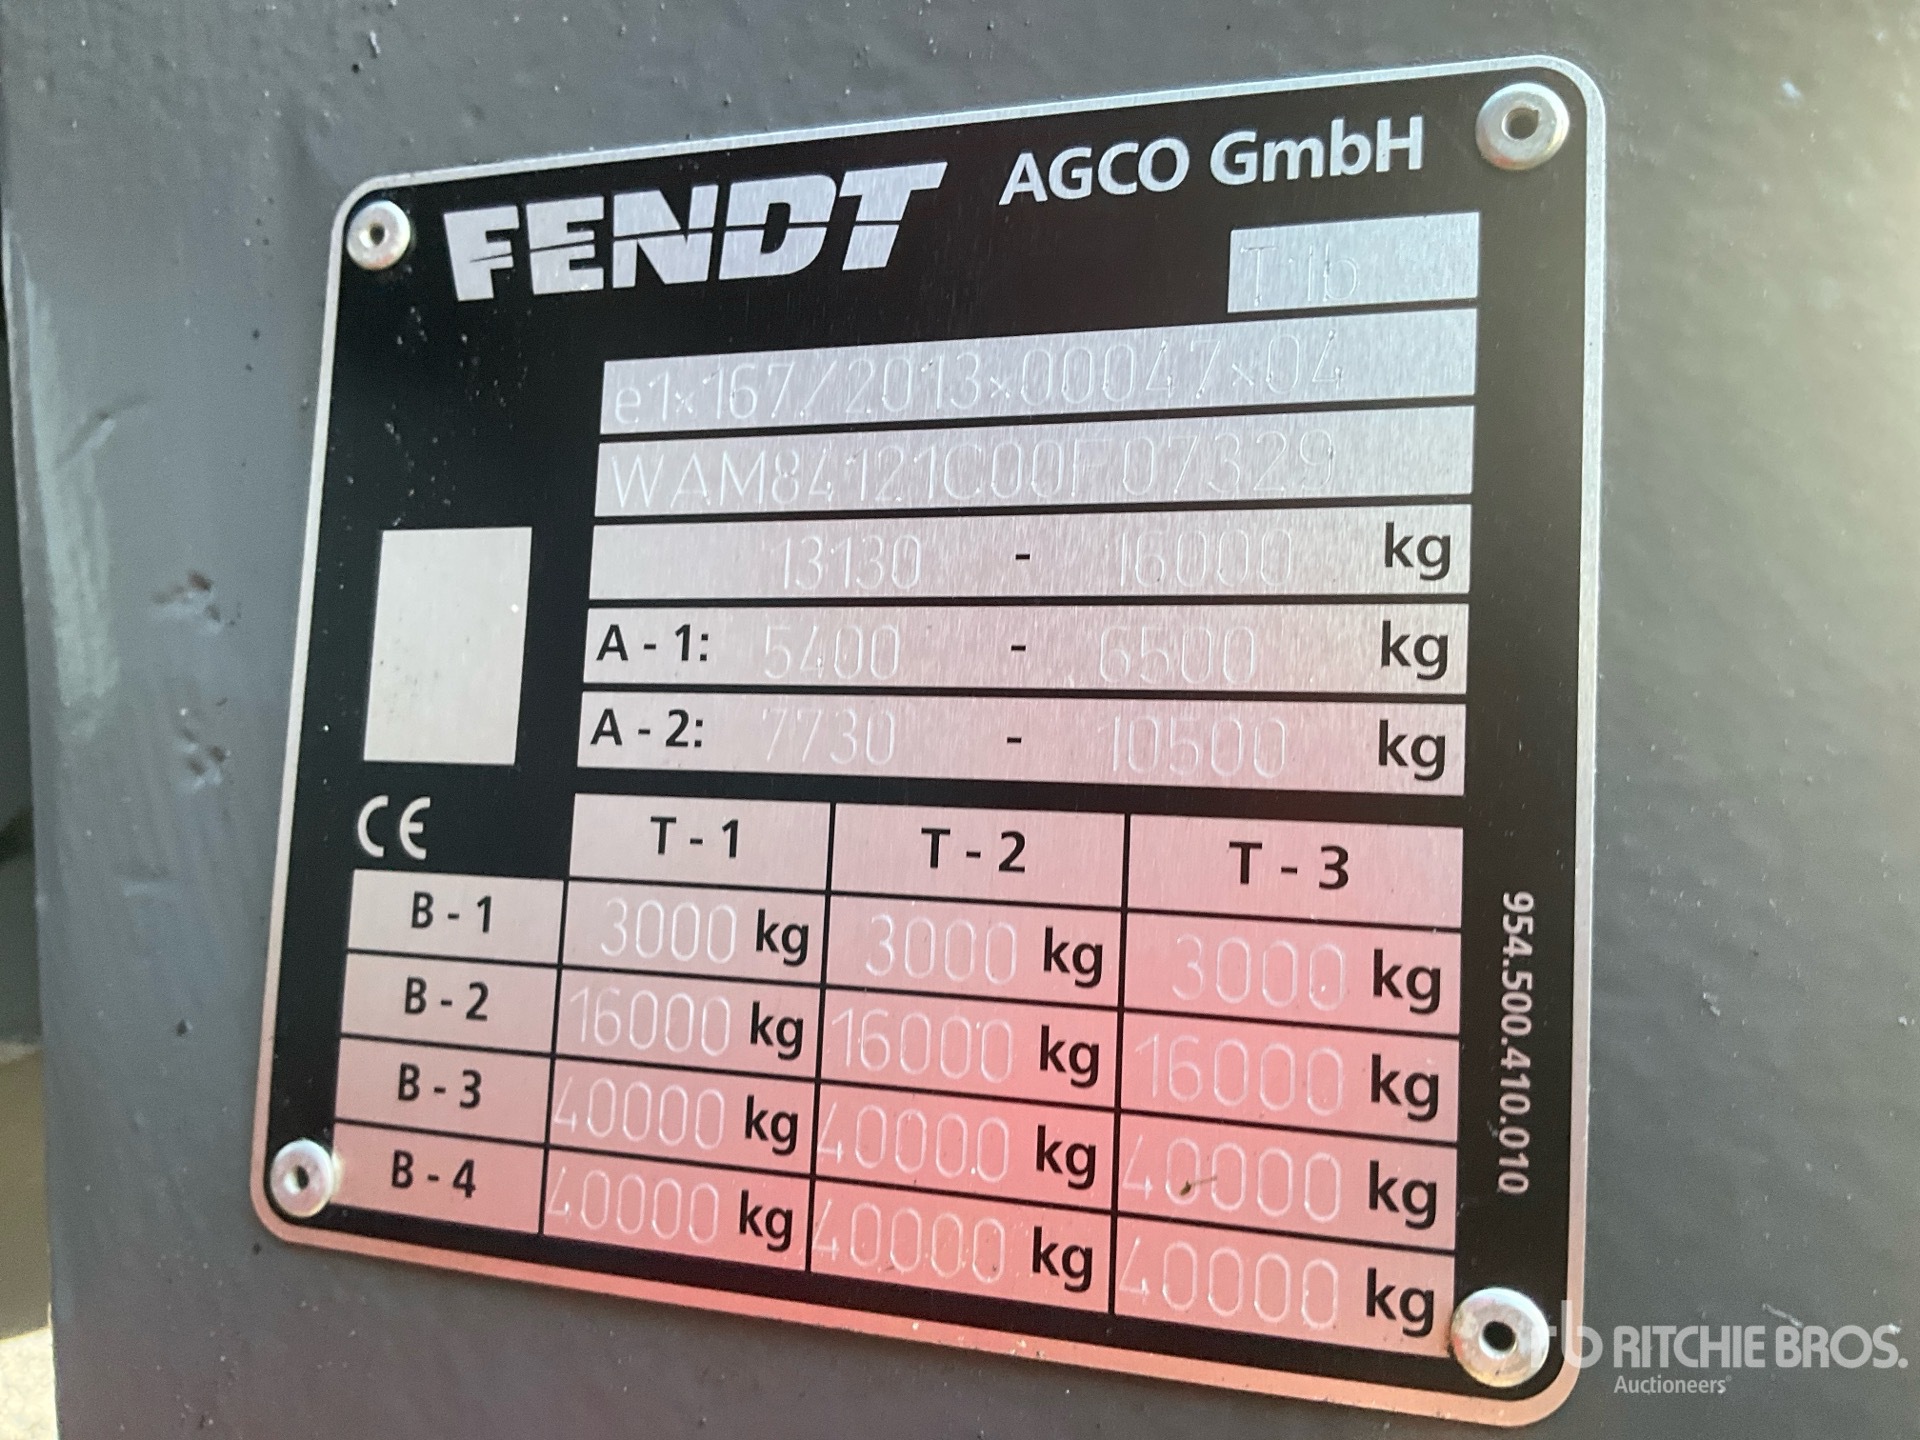 FENDT AGCO GmbH
T1b
e1*167/2013*00047*04
WAM84121C00F07329
13130 - 16000 kg
A - 1: 5400 - 6500 kg
A - 2: 7730 - 10500 kg
CE T - 1 T - 2 T - 3
B - 1 3000 kg 3000 kg 3000 kg
B - 2 16000 kg 16000 kg 16000 kg
B - 3 40000 kg 40000 kg 40000 kg
B - 4 40000 kg 40000 kg 40000 kg
954.500.410.010
rb RITCHIE BROS.
Auctioneers